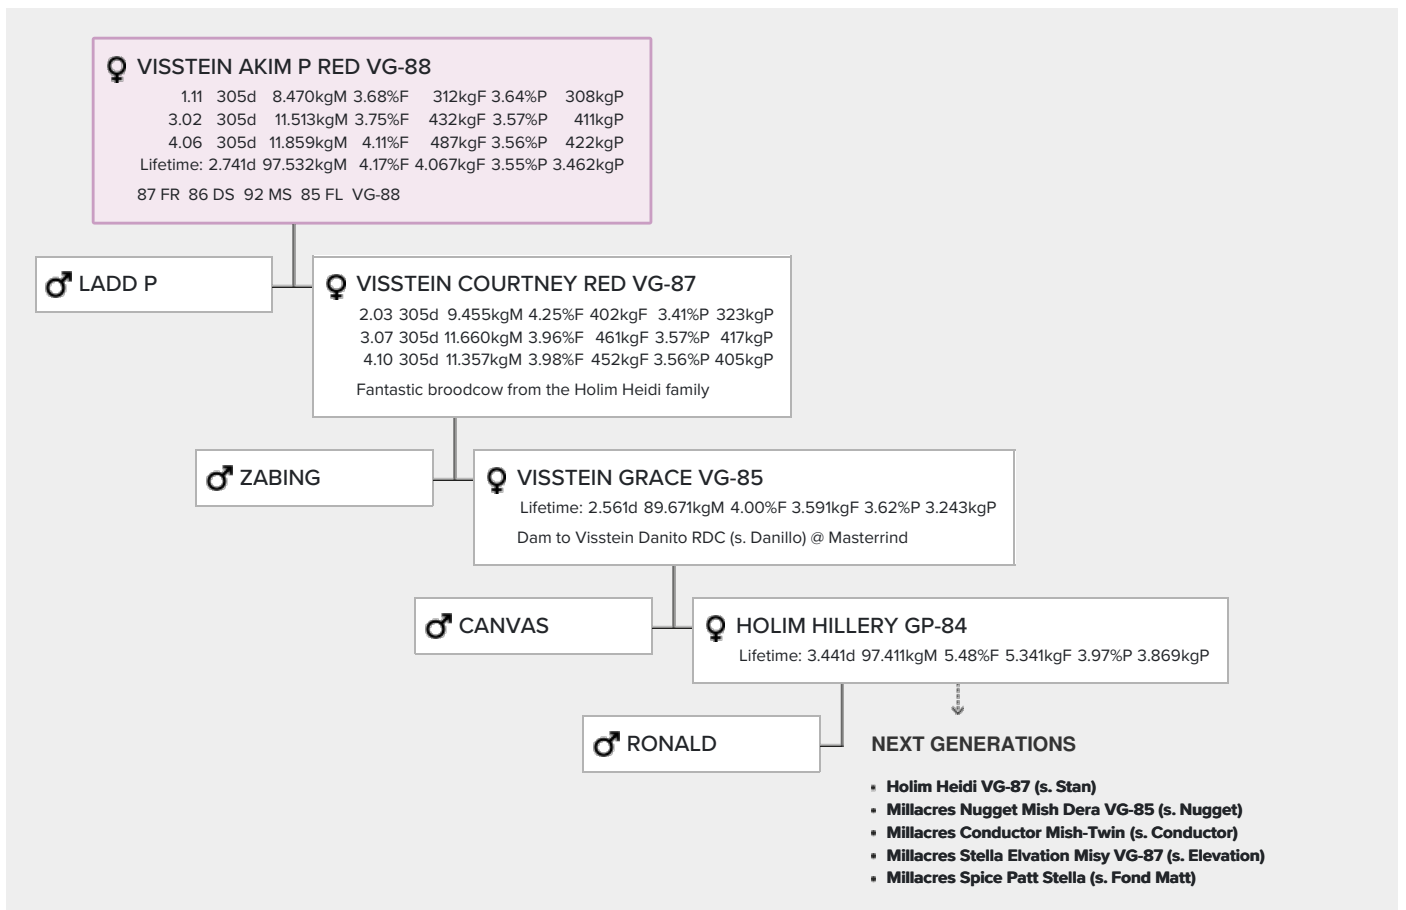 VISSTEIN AKIM P RED VG-88
1.11 305d 8.470kgM 3.68%F 312kgF 3.64%P 308kgP
3.02 305d 11.513kgM 3.75%F 432kgF 3.57%P 411kgP
4.06 305d 11.859kgM 4.11%F 487kgF 3.56%P 422kgP
Lifetime: 2.741d 97.532kgM 4.17%F 4.067kgF 3.55%P 3.462kgP
87 FR 86 DS 92 MS 85 FL VG-88
LADD P
VISSTEIN COURTNEY RED VG-87
2.03 305d 9.455kgM 4.25%F 402kgF 3.41%P 323kgP
3.07 305d 11.660kgM 3.96%F 461kgF 3.57%P 417kgP
4.10 305d 11.357kgM 3.98%F 452kgF 3.56%P 405kgP
Fantastic broodcow from the Holim Heidi family
ZABING
VISSTEIN GRACE VG-85
Lifetime: 2.561d 89.671kgM 4.00%F 3.591kgF 3.62%P 3.243kgP
Dam to Visstein Danito RDC (s. Danillo) @ Masterrind
CANVAS
HOLIM HILLERY GP-84
Lifetime: 3.441d 97.411kgM 5.48%F 5.341kgF 3.97%P 3.869kgP
RONALD
NEXT GENERATIONS
• Holim Heidi VG-87 (s. Stan)
• Millacres Nugget Mish Dera VG-85 (s. Nugget)
• Millacres Conductor Mish-Twin (s. Conductor)
• Millacres Stella Elvation Misy VG-87 (s. Elevation)
• Millacres Spice Patt Stella (s. Fond Matt)